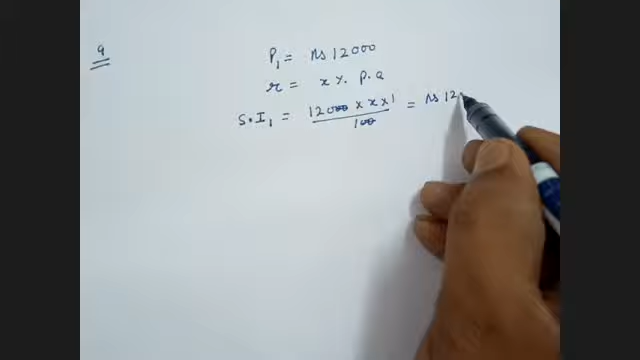 9
P₁ = Rs 12000
r = x %. p.a
S.I₁ = 12000 × x × 1 / 100 = Rs 12